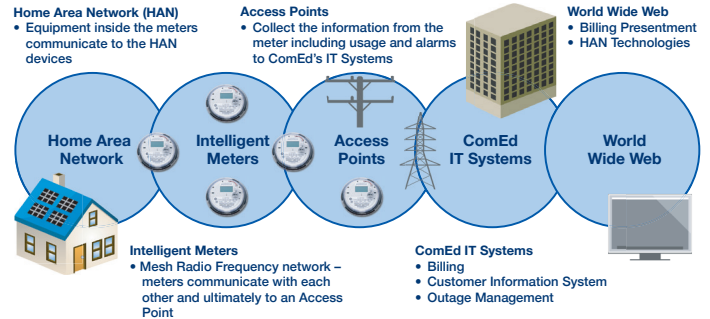 Home Area Network (HAN)
• Equipment inside the meters
communicate to the HAN
devices
Access Points
• Collect the information from the
meter including usage and alarms
to ComEd's IT Systems
World Wide Web
• Billing Presentment
• HAN Technologies
Home Area
Network
Intelligent
Meters
Access
Points
ComEd
IT Systems
World
Wide Web
Intelligent Meters
• Mesh Radio Frequency network –
meters communicate with each
other and ultimately to an Access
Point
ComEd IT Systems
• Billing
• Customer Information System
• Outage Management